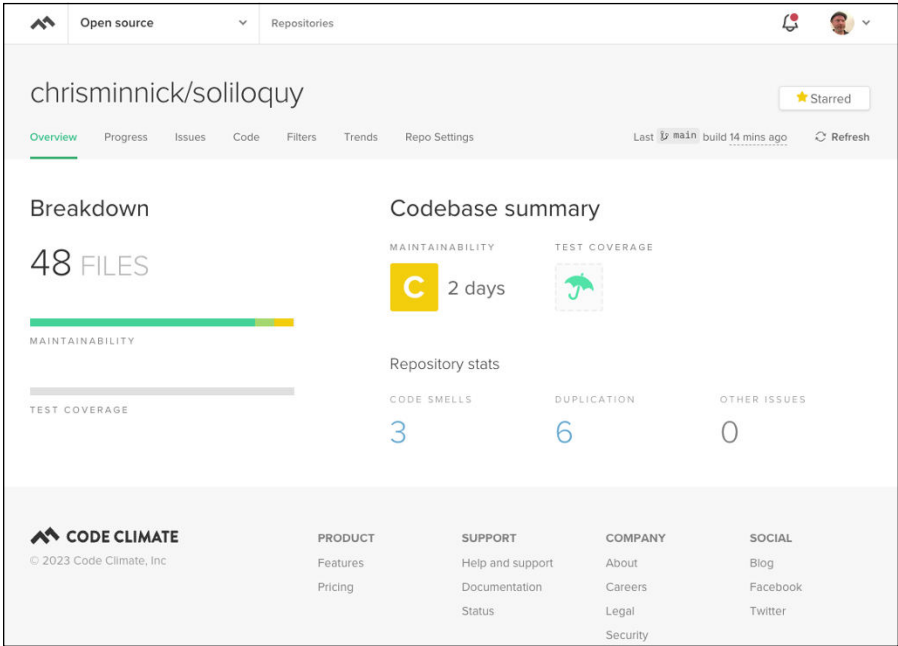 Open source Repositories
chrisminnick/soliloquy
Starred
Overview Progress Issues Code Filters Trends Repo Settings Last main build 14 mins ago Refresh
Breakdown
48 FILES
MAINTAINABILITY
TEST COVERAGE
Codebase summary
MAINTAINABILITY TEST COVERAGE
C 2 days
Repository stats
CODE SMELLS DUPLICATION OTHER ISSUES
3 6 0
CODE CLIMATE
© 2023 Code Climate, Inc
PRODUCT
Features
Pricing
SUPPORT
Help and support
Documentation
Status
COMPANY
About
Careers
Legal
Security
SOCIAL
Blog
Facebook
Twitter